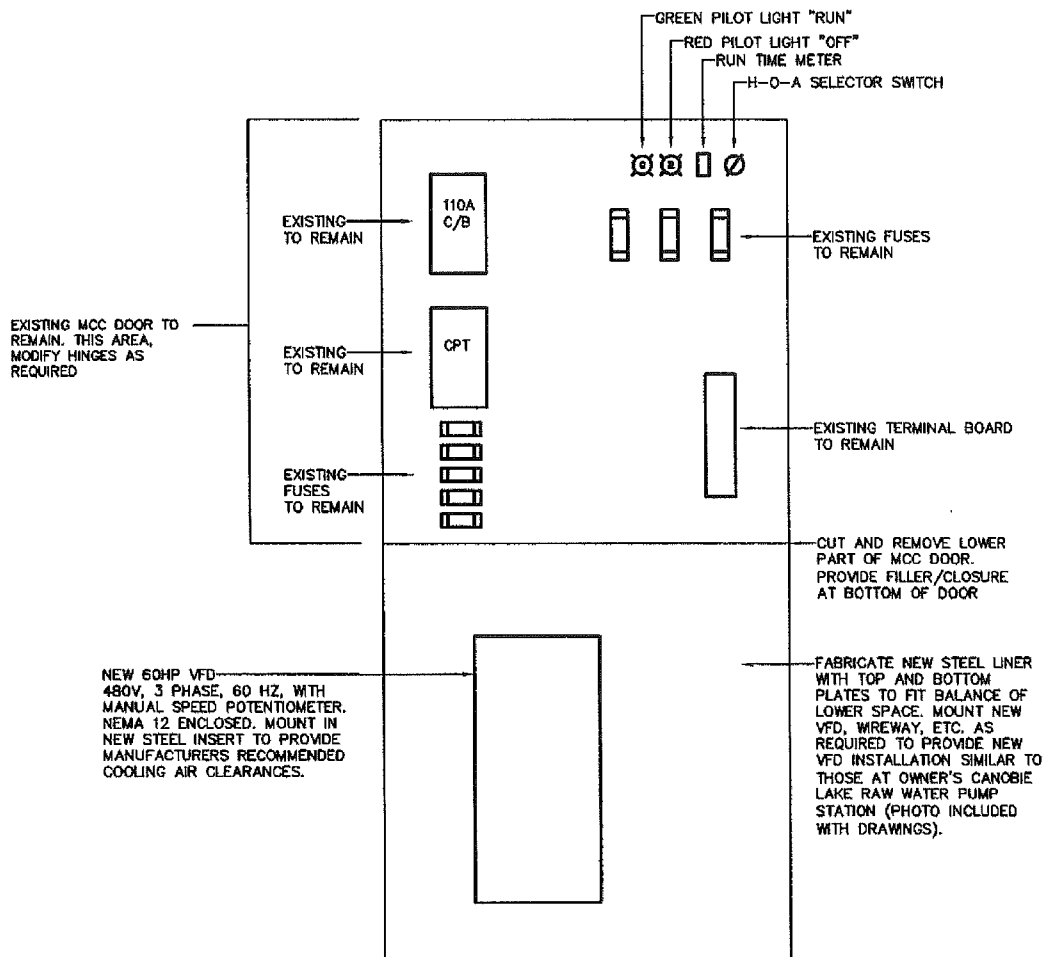 GREEN PILOT LIGHT "RUN"
RED PILOT LIGHT "OFF"
RUN TIME METER
H-O-A SELECTOR SWITCH
G
R
110A
C/B
EXISTING
TO REMAIN
EXISTING FUSES
TO REMAIN
EXISTING MCC DOOR TO
REMAIN. THIS AREA,
MODIFY HINGES AS
REQUIRED
EXISTING
TO REMAIN
CPT
EXISTING TERMINAL BOARD
TO REMAIN
EXISTING
FUSES
TO REMAIN
CUT AND REMOVE LOWER
PART OF MCC DOOR.
PROVIDE FILLER/CLOSURE
AT BOTTOM OF DOOR
NEW 60HP VFD
480V, 3 PHASE, 60 HZ, WITH
MANUAL SPEED POTENTIOMETER.
NEMA 12 ENCLOSED. MOUNT IN
NEW STEEL INSERT TO PROVIDE
MANUFACTURERS RECOMMENDED
COOLING AIR CLEARANCES.
FABRICATE NEW STEEL LINER
WITH TOP AND BOTTOM
PLATES TO FIT BALANCE OF
LOWER SPACE. MOUNT NEW
VFD, WIREWAY, ETC. AS
REQUIRED TO PROVIDE NEW
VFD INSTALLATION SIMILAR TO
THOSE AT OWNER'S CANOBIE
LAKE RAW WATER PUMP
STATION (PHOTO INCLUDED
WITH DRAWINGS).